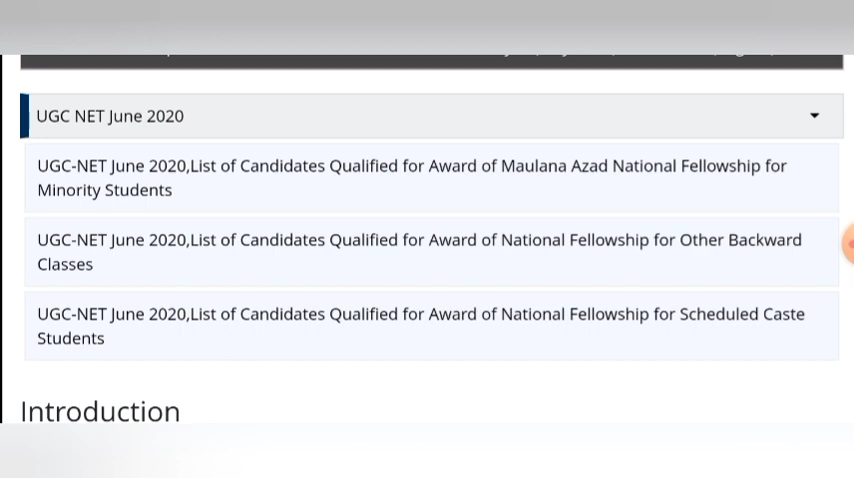 UGC NET June 2020
UGC-NET June 2020,List of Candidates Qualified for Award of Maulana Azad National Fellowship for
Minority Students
UGC-NET June 2020,List of Candidates Qualified for Award of National Fellowship for Other Backward
Classes
UGC-NET June 2020,List of Candidates Qualified for Award of National Fellowship for Scheduled Caste
Students
Introduction